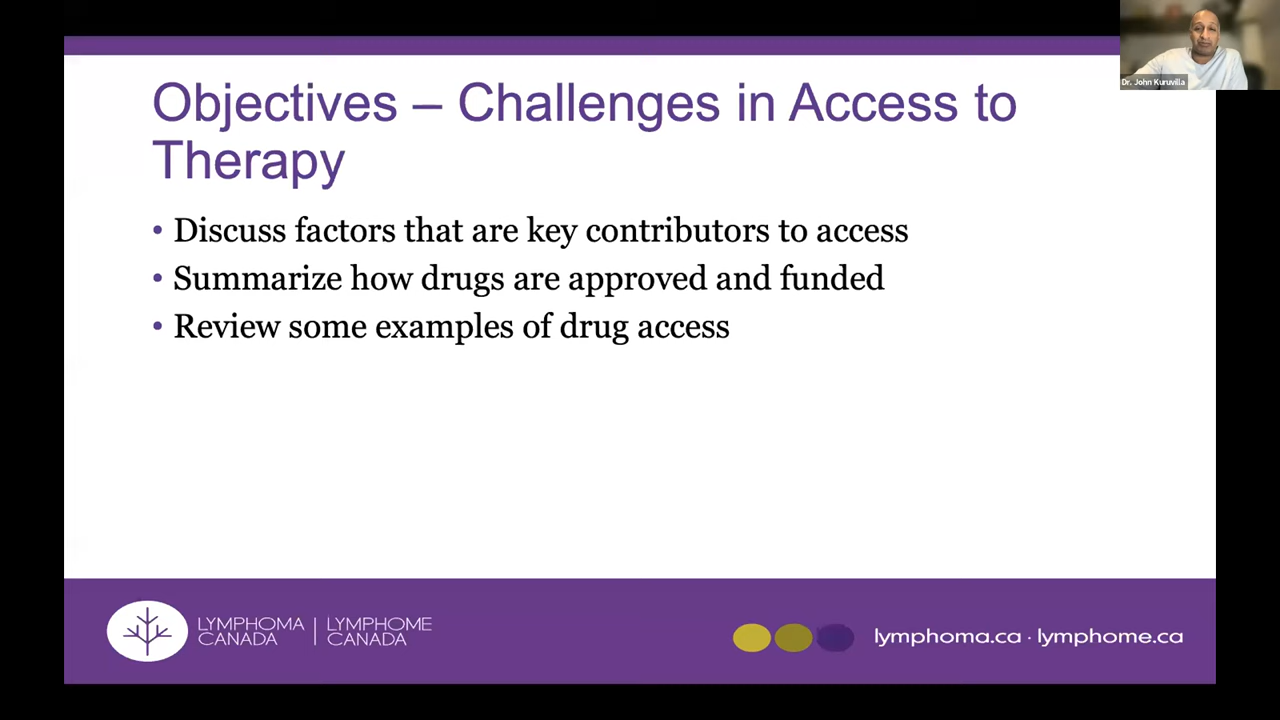 Dr. John Kuruvilla
Objectives – Challenges in Access to
Therapy
• Discuss factors that are key contributors to access
• Summarize how drugs are approved and funded
• Review some examples of drug access
LYMPHOMA | LYMPHOME
CANADA | CANADA
lymphoma.ca · lymphome.ca